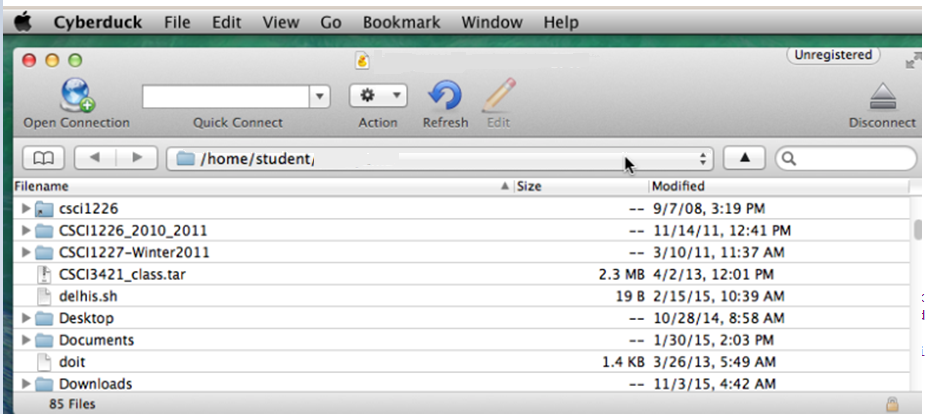 Cyberduck File Edit View Go Bookmark Window Help
Unregistered
Open Connection Quick Connect Action Refresh Edit Disconnect
/home/student/
Filename Size Modified
csci1226 -- 9/7/08, 3:19 PM
CSCI1226_2010_2011 -- 11/14/11, 12:41 PM
CSCI1227-Winter2011 -- 3/10/11, 11:37 AM
CSCI3421_class.tar 2.3 MB 4/2/13, 12:01 PM
delhis.sh 19 B 2/15/15, 10:39 AM
Desktop -- 10/28/14, 8:58 AM
Documents -- 1/30/15, 2:03 PM
doit 1.4 KB 3/26/13, 5:49 AM
Downloads -- 11/3/15, 4:42 AM
85 Files